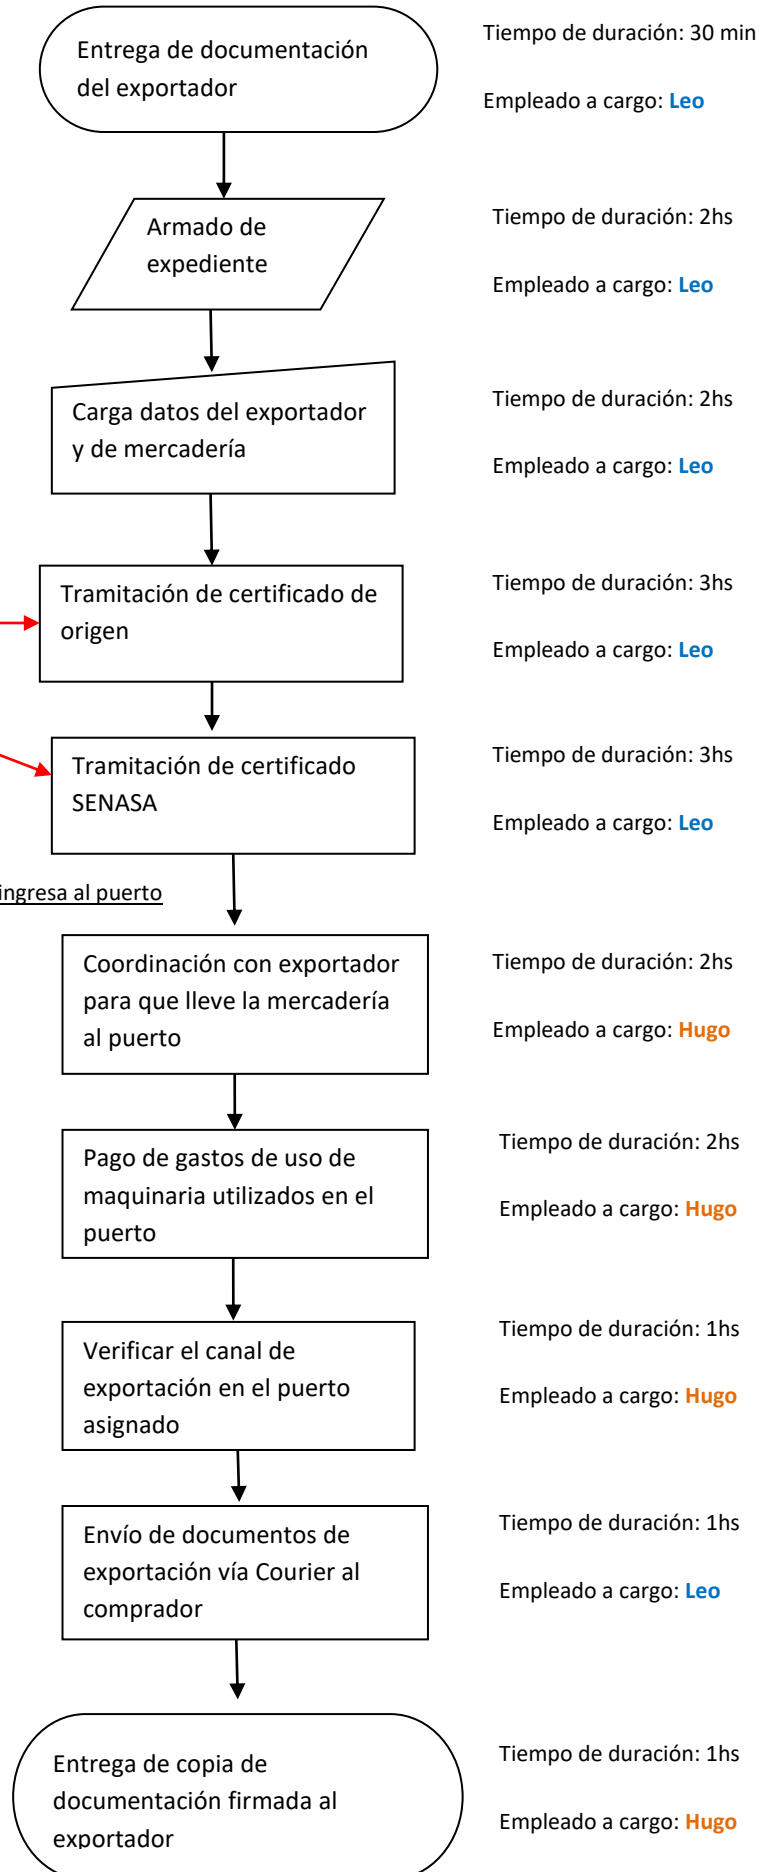 Entrega de documentación
del exportador
Tiempo de duración: 30 min
Empleado a cargo: Leo
Armado de
expediente
Tiempo de duración: 2hs
Empleado a cargo: Leo
Carga datos del exportador
y de mercadería
Tiempo de duración: 2hs
Empleado a cargo: Leo
Tramitación de certificado de
origen
Tiempo de duración: 3hs
Empleado a cargo: Leo
Tramitación de certificado
SENASA
Tiempo de duración: 3hs
Empleado a cargo: Leo
ingresa al puerto
Coordinación con exportador
para que lleve la mercadería
al puerto
Tiempo de duración: 2hs
Empleado a cargo: Hugo
Pago de gastos de uso de
maquinaria utilizados en el
puerto
Tiempo de duración: 2hs
Empleado a cargo: Hugo
Verificar el canal de
exportación en el puerto
asignado
Tiempo de duración: 1hs
Empleado a cargo: Hugo
Envío de documentos de
exportación vía Courier al
comprador
Tiempo de duración: 1hs
Empleado a cargo: Leo
Entrega de copia de
documentación firmada al
exportador
Tiempo de duración: 1hs
Empleado a cargo: Hugo